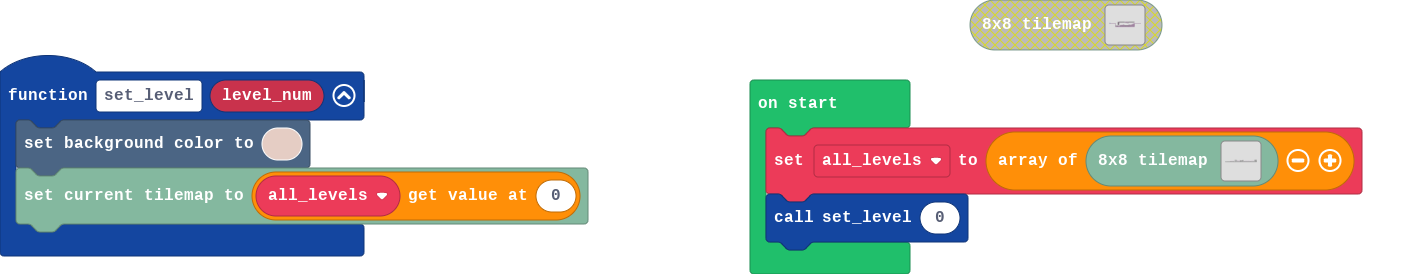 8x8 tilemap
function set_level level_num
set background color to
set current tilemap to all_levels get value at 0
on start
set all_levels to array of 8x8 tilemap
call set_level 0